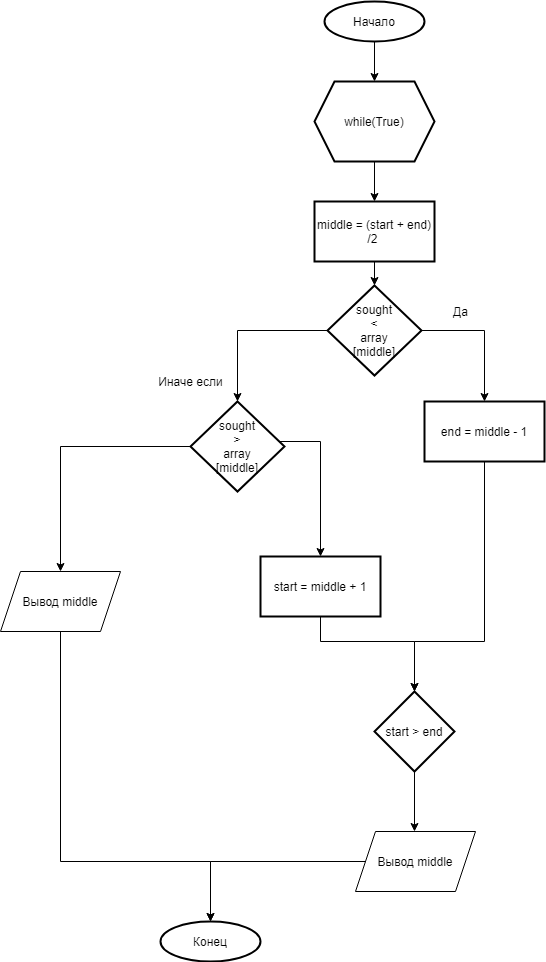 Начало
while(True)
middle = (start + end)
/2
sought
<
array
[middle]
Да
Иначе если
sought
>
array
[middle]
end = middle - 1
start = middle + 1
Вывод middle
start > end
Вывод middle
Конец